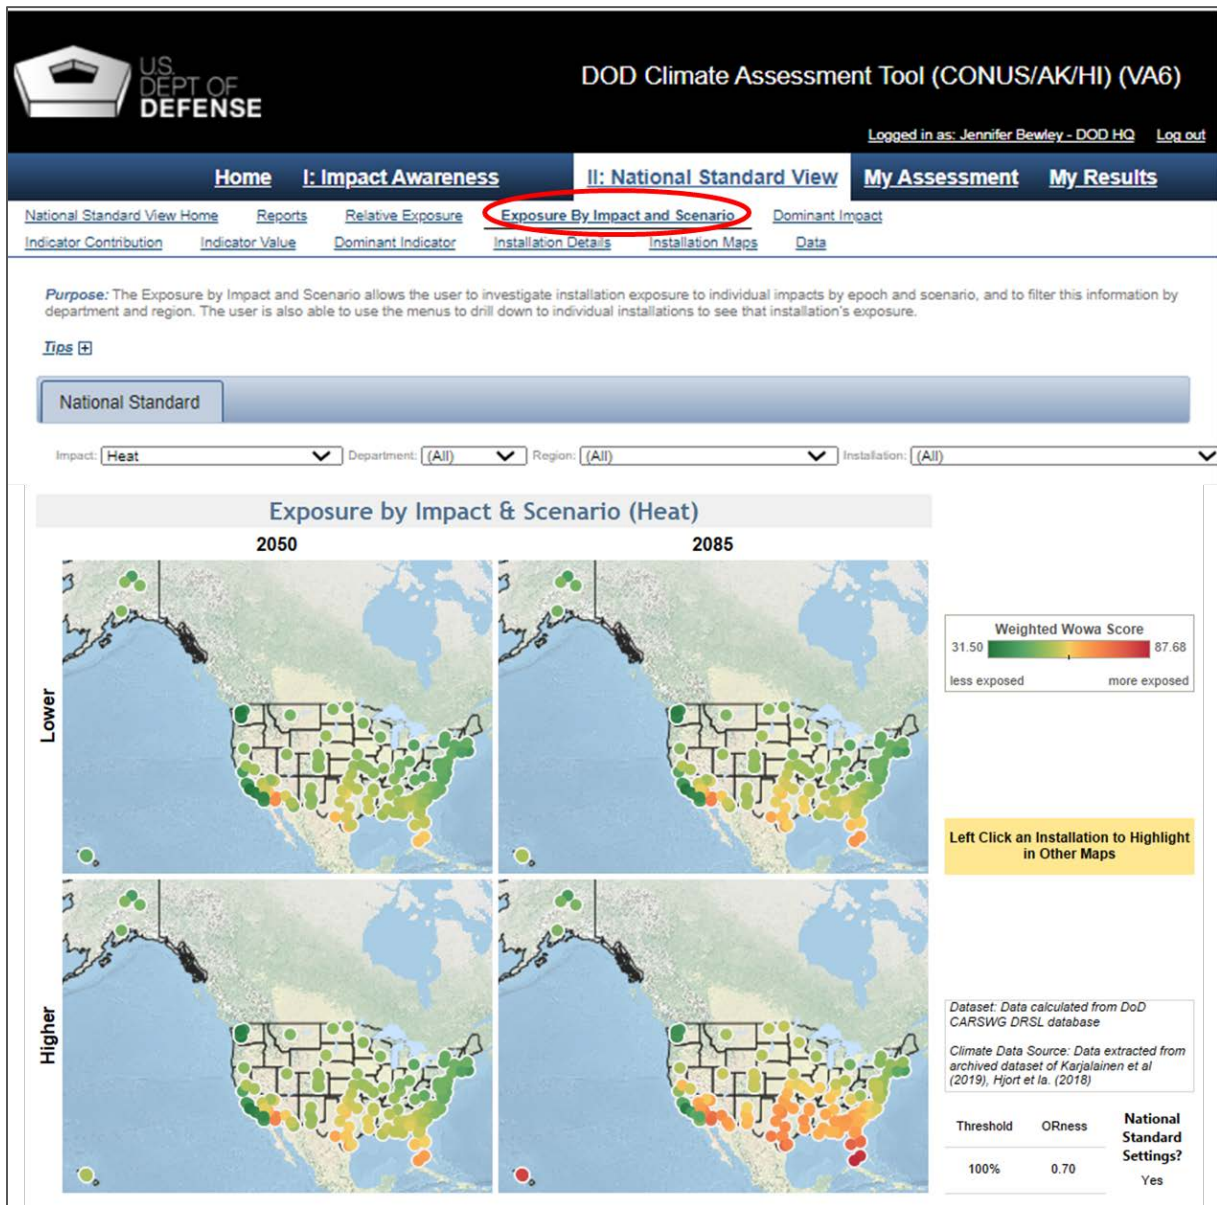 U.S.
DEPT OF
DEFENSE
DOD Climate Assessment Tool (CONUS/AK/HI) (VA6)
Logged in as: Jennifer Bewley - DOD HQ Log out
Home I: Impact Awareness II: National Standard View My Assessment My Results
National Standard View Home Reports Relative Exposure Exposure By Impact and Scenario Dominant Impact
Indicator Contribution Indicator Value Dominant Indicator Installation Details Installation Maps Data
Purpose: The Exposure by Impact and Scenario allows the user to investigate installation exposure to individual impacts by epoch and scenario, and to filter this information by
department and region. The user is also able to use the menus to drill down to individual installations to see that installation's exposure.
Tips
National Standard
Impact: Heat Department: (All) Region: (All) Installation: (All)
Exposure by Impact & Scenario (Heat)
2050 2085
Lower
Weighted Wowa Score
31.50 87.68
less exposed more exposed
Left Click an Installation to Highlight
in Other Maps
Higher
Dataset: Data calculated from DoD
CARSWG DRSL database
Climate Data Source: Data extracted from
archived dataset of Karjalainen et al
(2019), Hjort et la. (2018)
Threshold ORness National
Standard
Settings?
100% 0.70 Yes